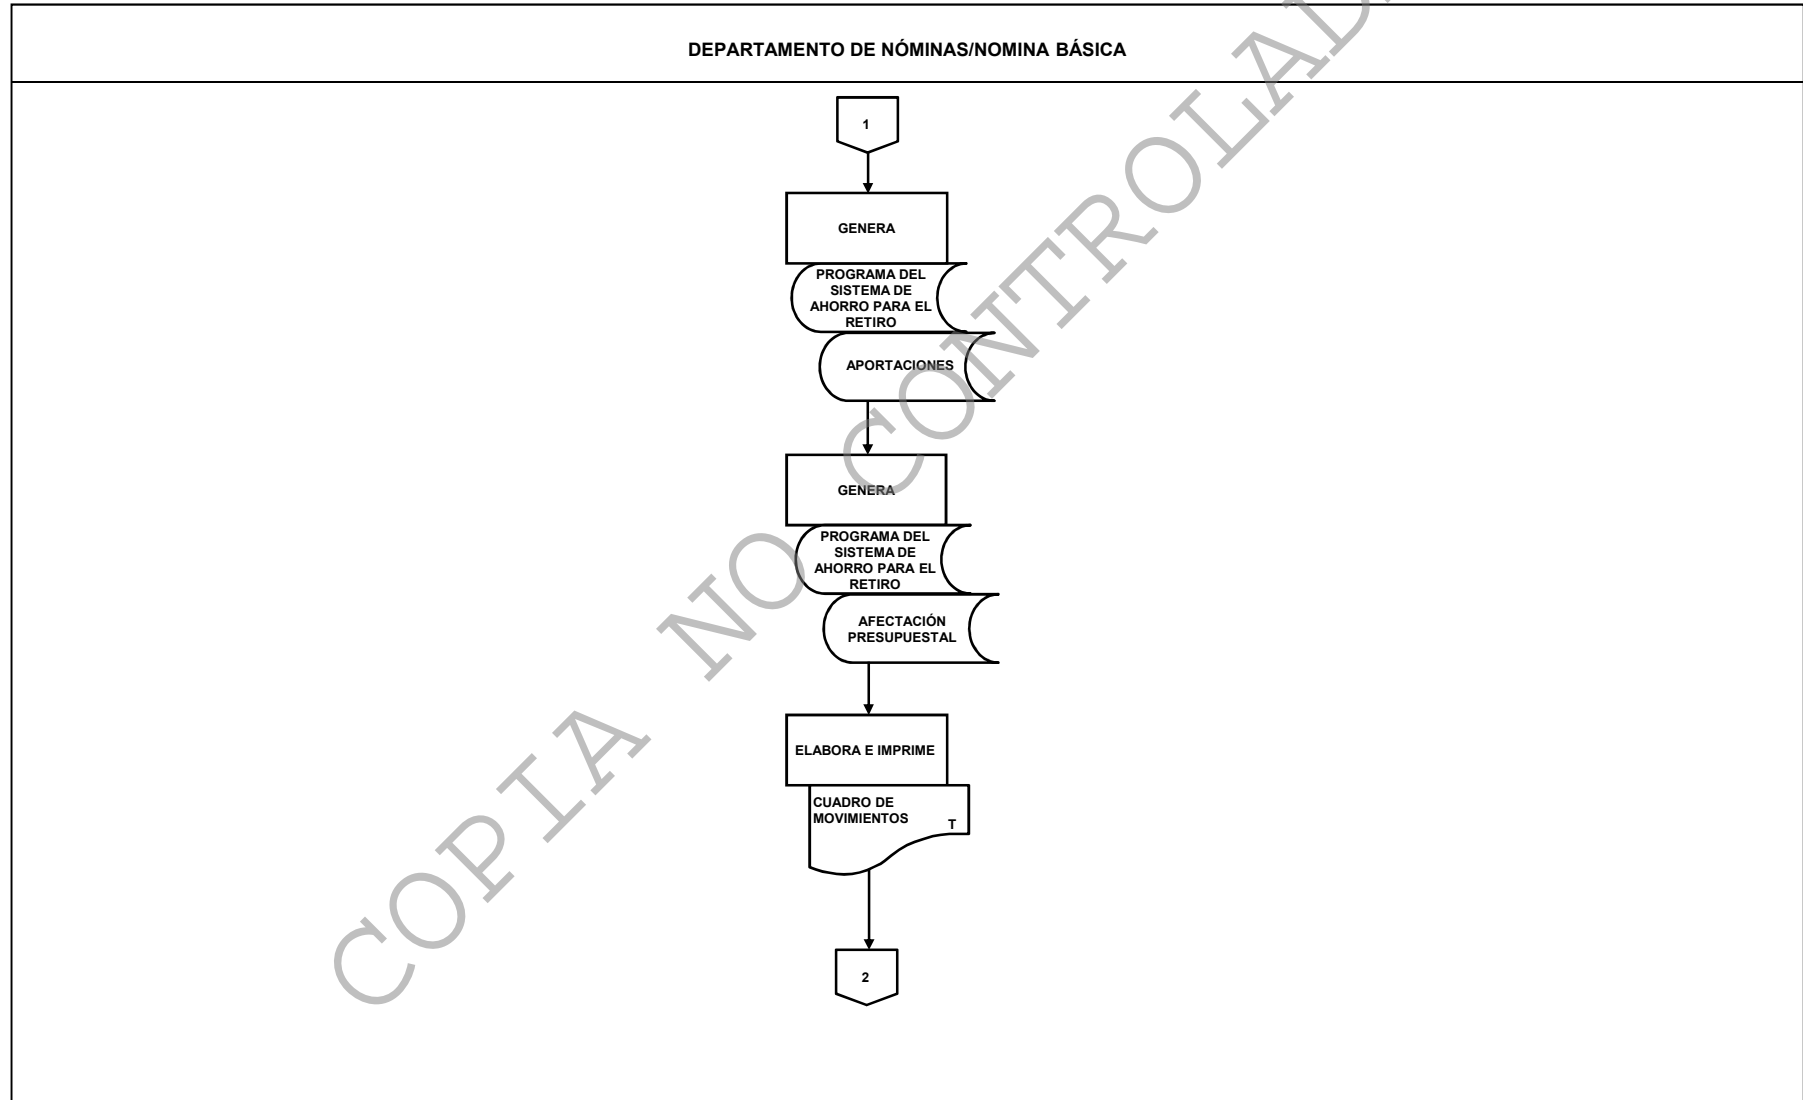 DEPARTAMENTO DE NÓMINAS/NOMINA BÁSICA
1
GENERA
PROGRAMA DEL
SISTEMA DE
AHORRO PARA EL
RETIRO
APORTACIONES
GENERA
PROGRAMA DEL
SISTEMA DE
AHORRO PARA EL
RETIRO
AFECTACIÓN
PRESUPUESTAL
ELABORA E IMPRIME
CUADRO DE
MOVIMIENTOS
T
2
COPIA NO CONTROLAD